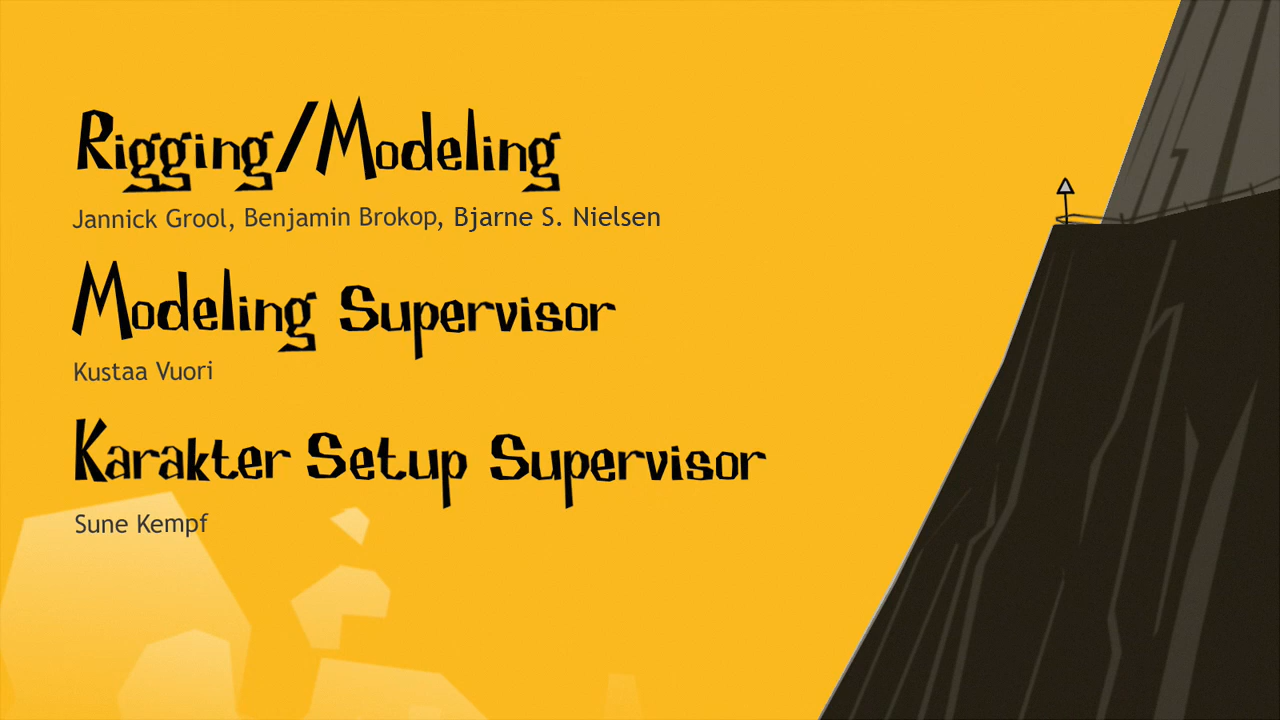 Rigging/Modeling
Jannick Grool, Benjamin Brokop, Bjarne S. Nielsen
Modeling Supervisor
Kustaa Vuori
Karakter Setup Supervisor
Sune Kempf